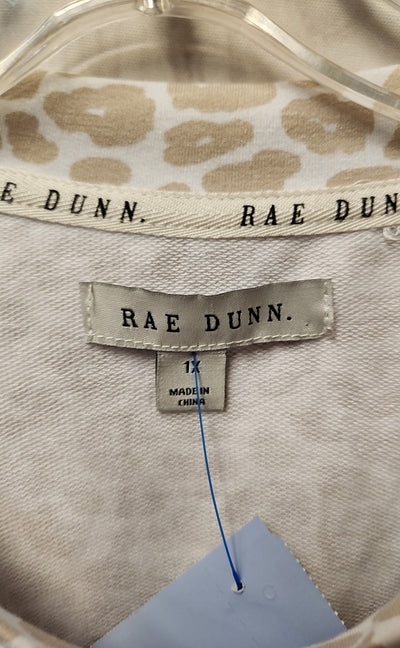 E DUNN. RAE DUN
RAE DUNN.
1X
MADE IN
CHINA